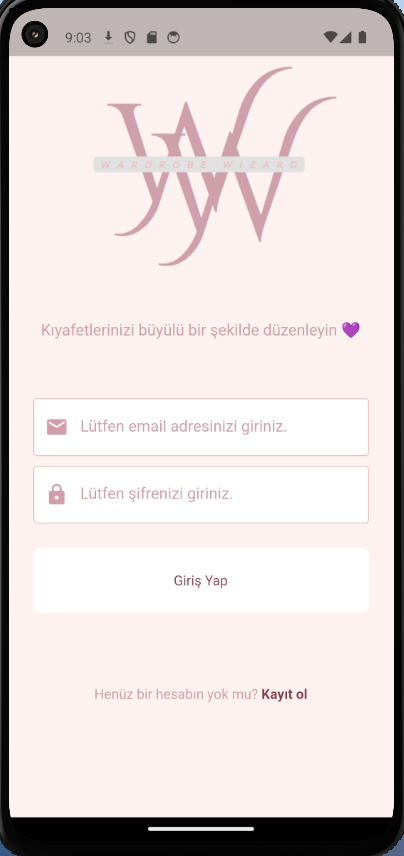 9:03
WARDROBE WIZARD
Kıyafetlerinizi büyülü bir şekilde düzenleyin 💜
Lütfen email adresinizi giriniz.
Lütfen şifrenizi giriniz.
Giriş Yap
Henüz bir hesabın yok mu? Kayıt ol